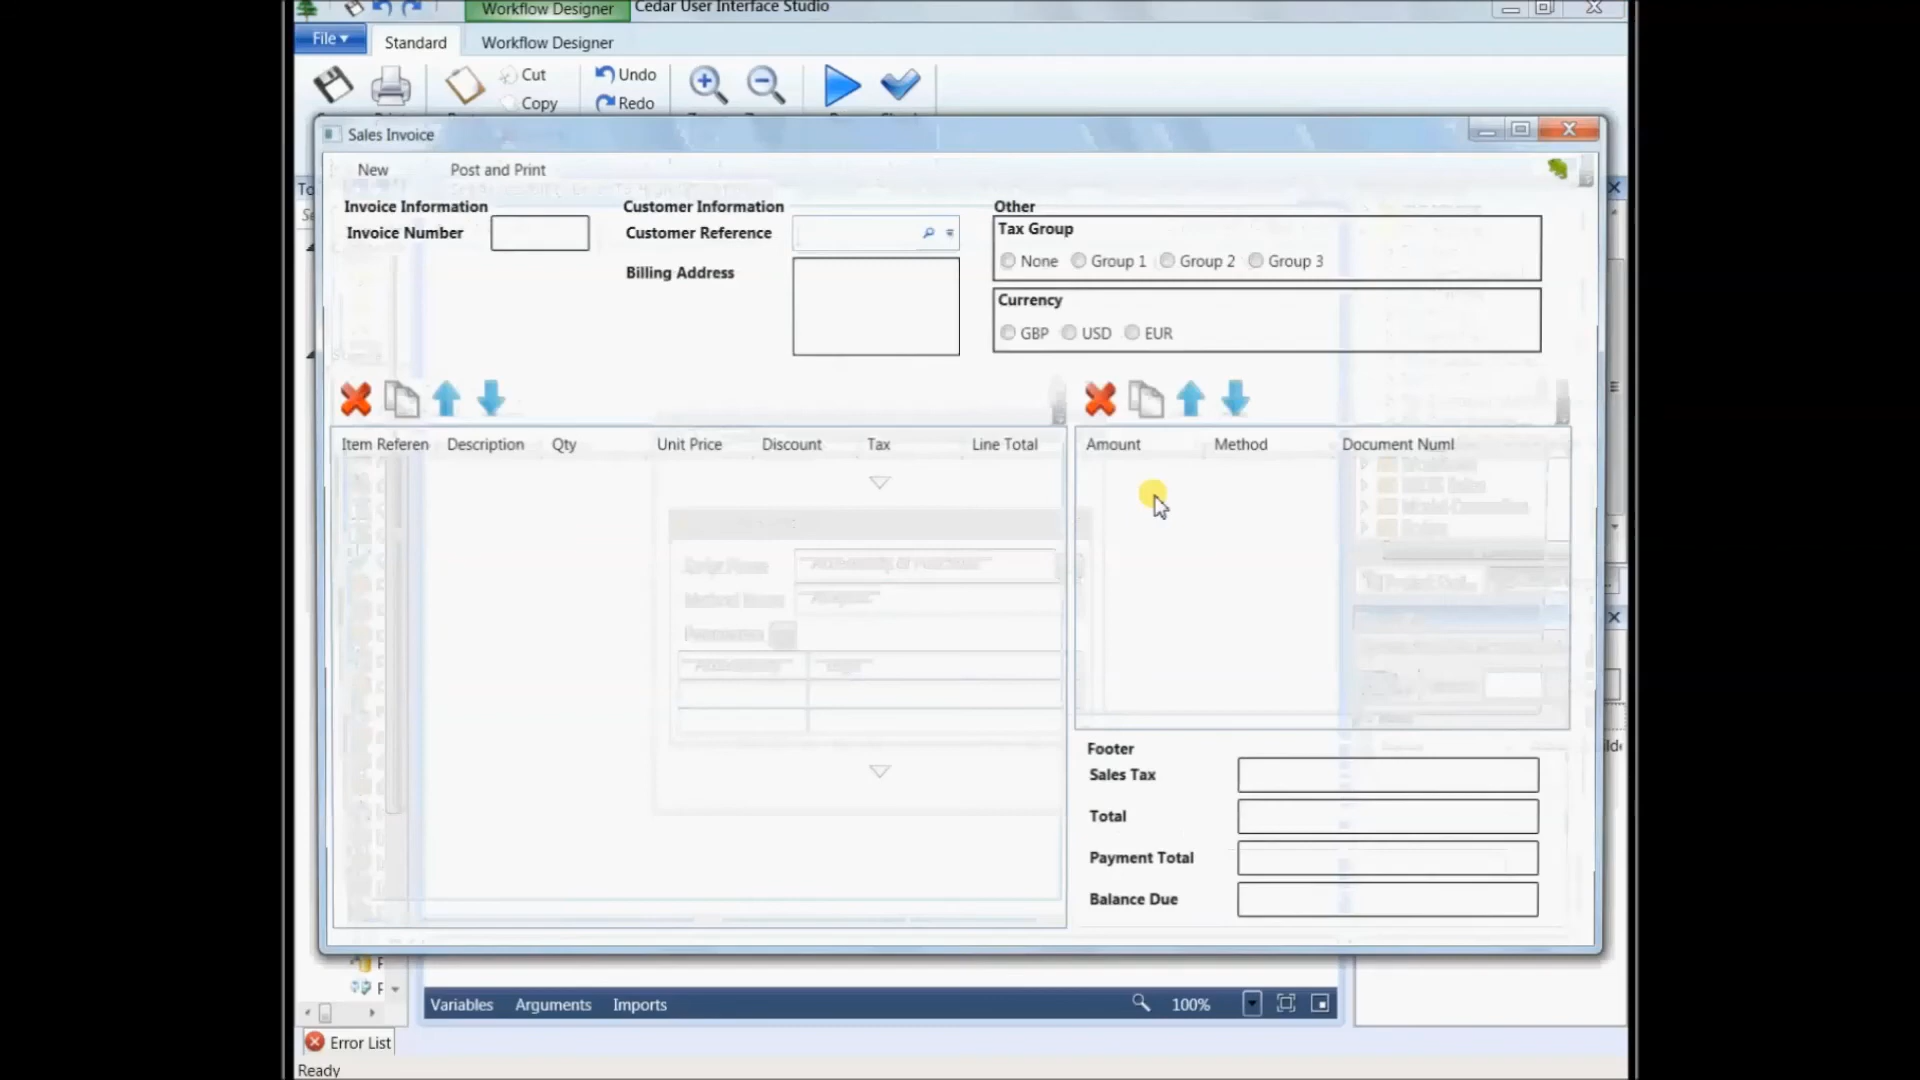 Workflow Designer
Cedar User Interface Studio
File
Standard
Workflow Designer
Cut
Undo
Copy
Redo
Sales Invoice
New
Post and Print
Invoice Information
Customer Information
Other
Invoice Number
Customer Reference
Tax Group
None
Group 1
Group 2
Group 3
Billing Address
Currency
GBP
USD
EUR
Item Referen
Description
Qty
Unit Price
Discount
Tax
Line Total
Amount
Method
Document Numl
Footer
Sales Tax
Total
Payment Total
Balance Due
Variables
Arguments
Imports
100%
Error List
Ready